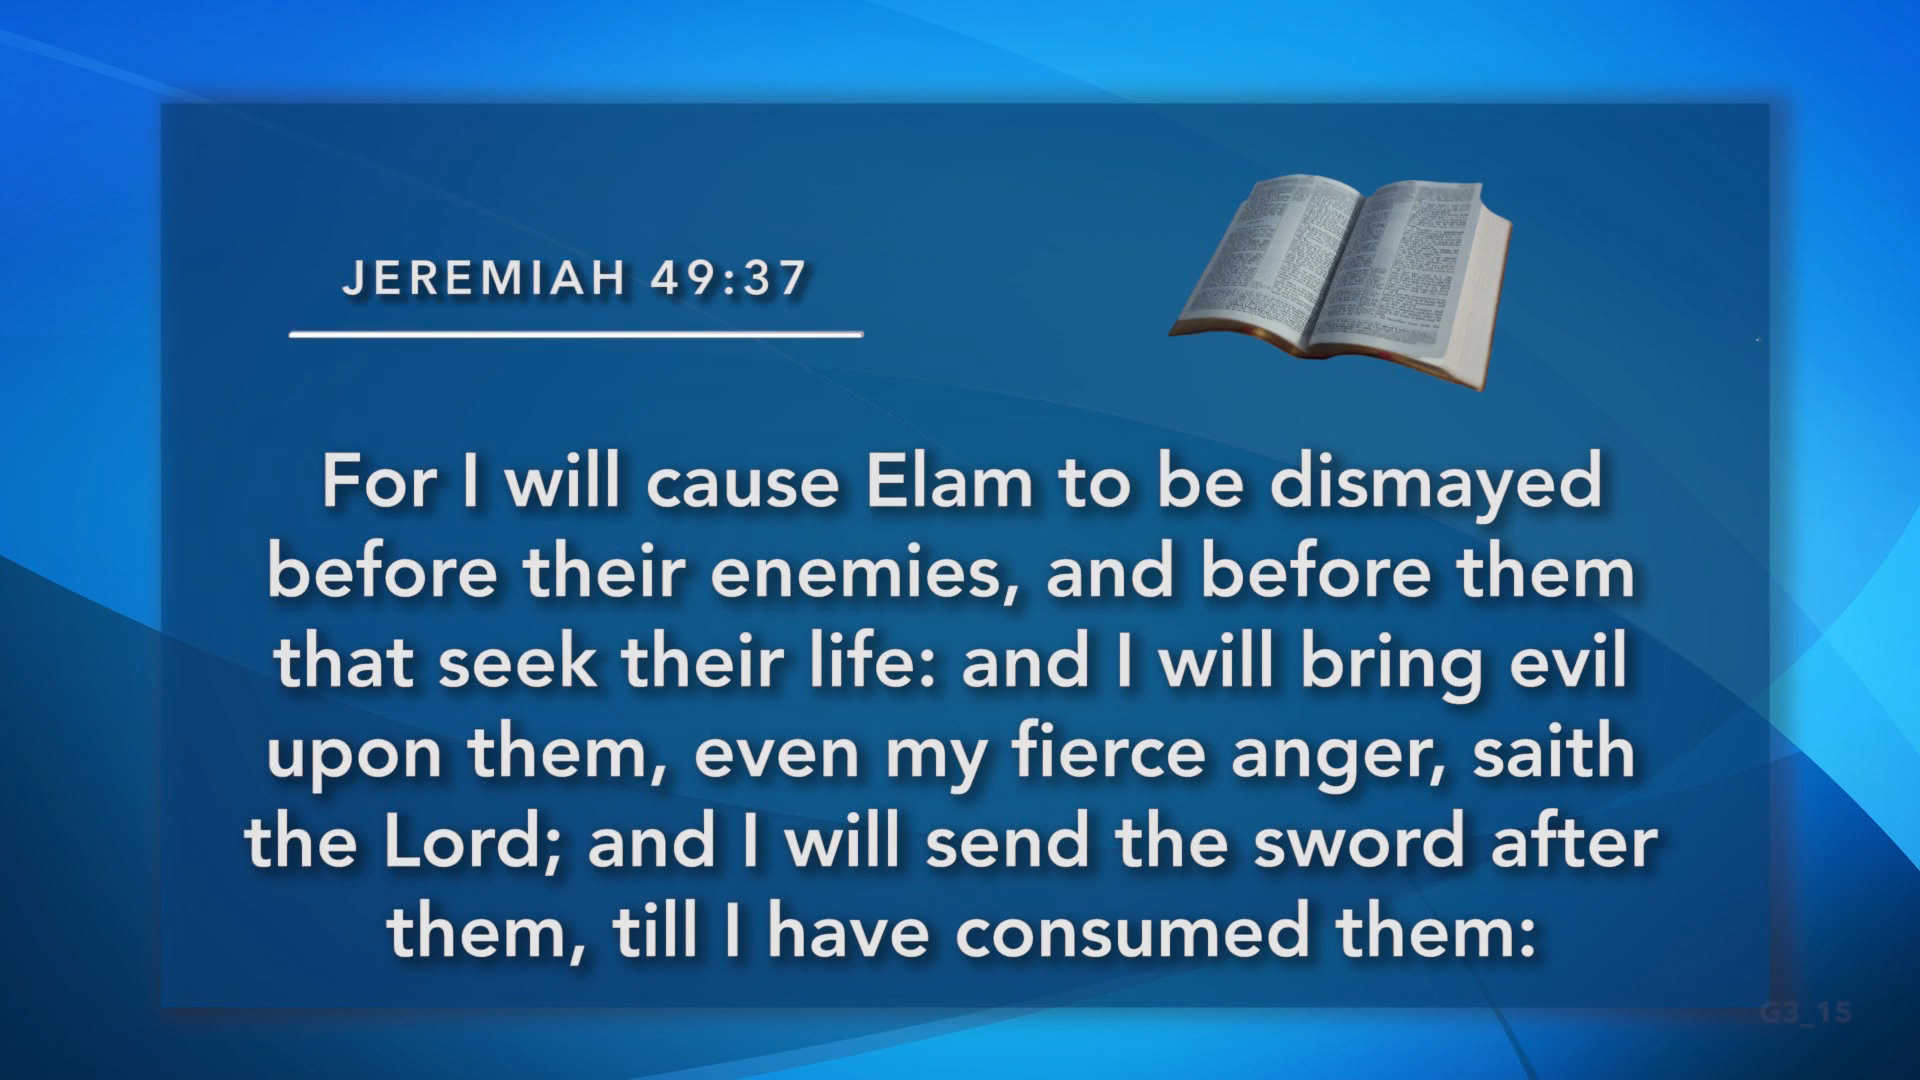 JEREMIAH 49:37
For I will cause Elam to be dismayed
before their enemies, and before them
that seek their life: and I will bring evil
upon them, even my fierce anger, saith
the Lord; and I will send the sword after
them, till I have consumed them:
G3_15